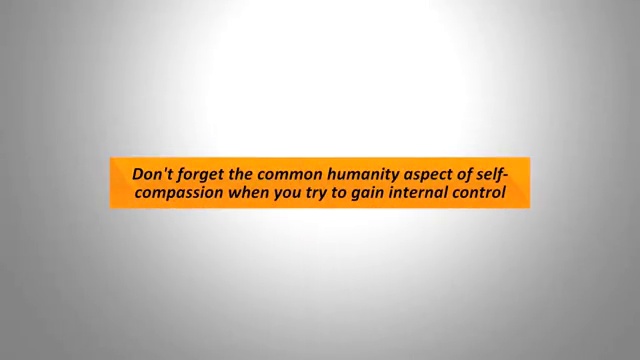 Don't forget the common humanity aspect of self-
compassion when you try to gain internal control